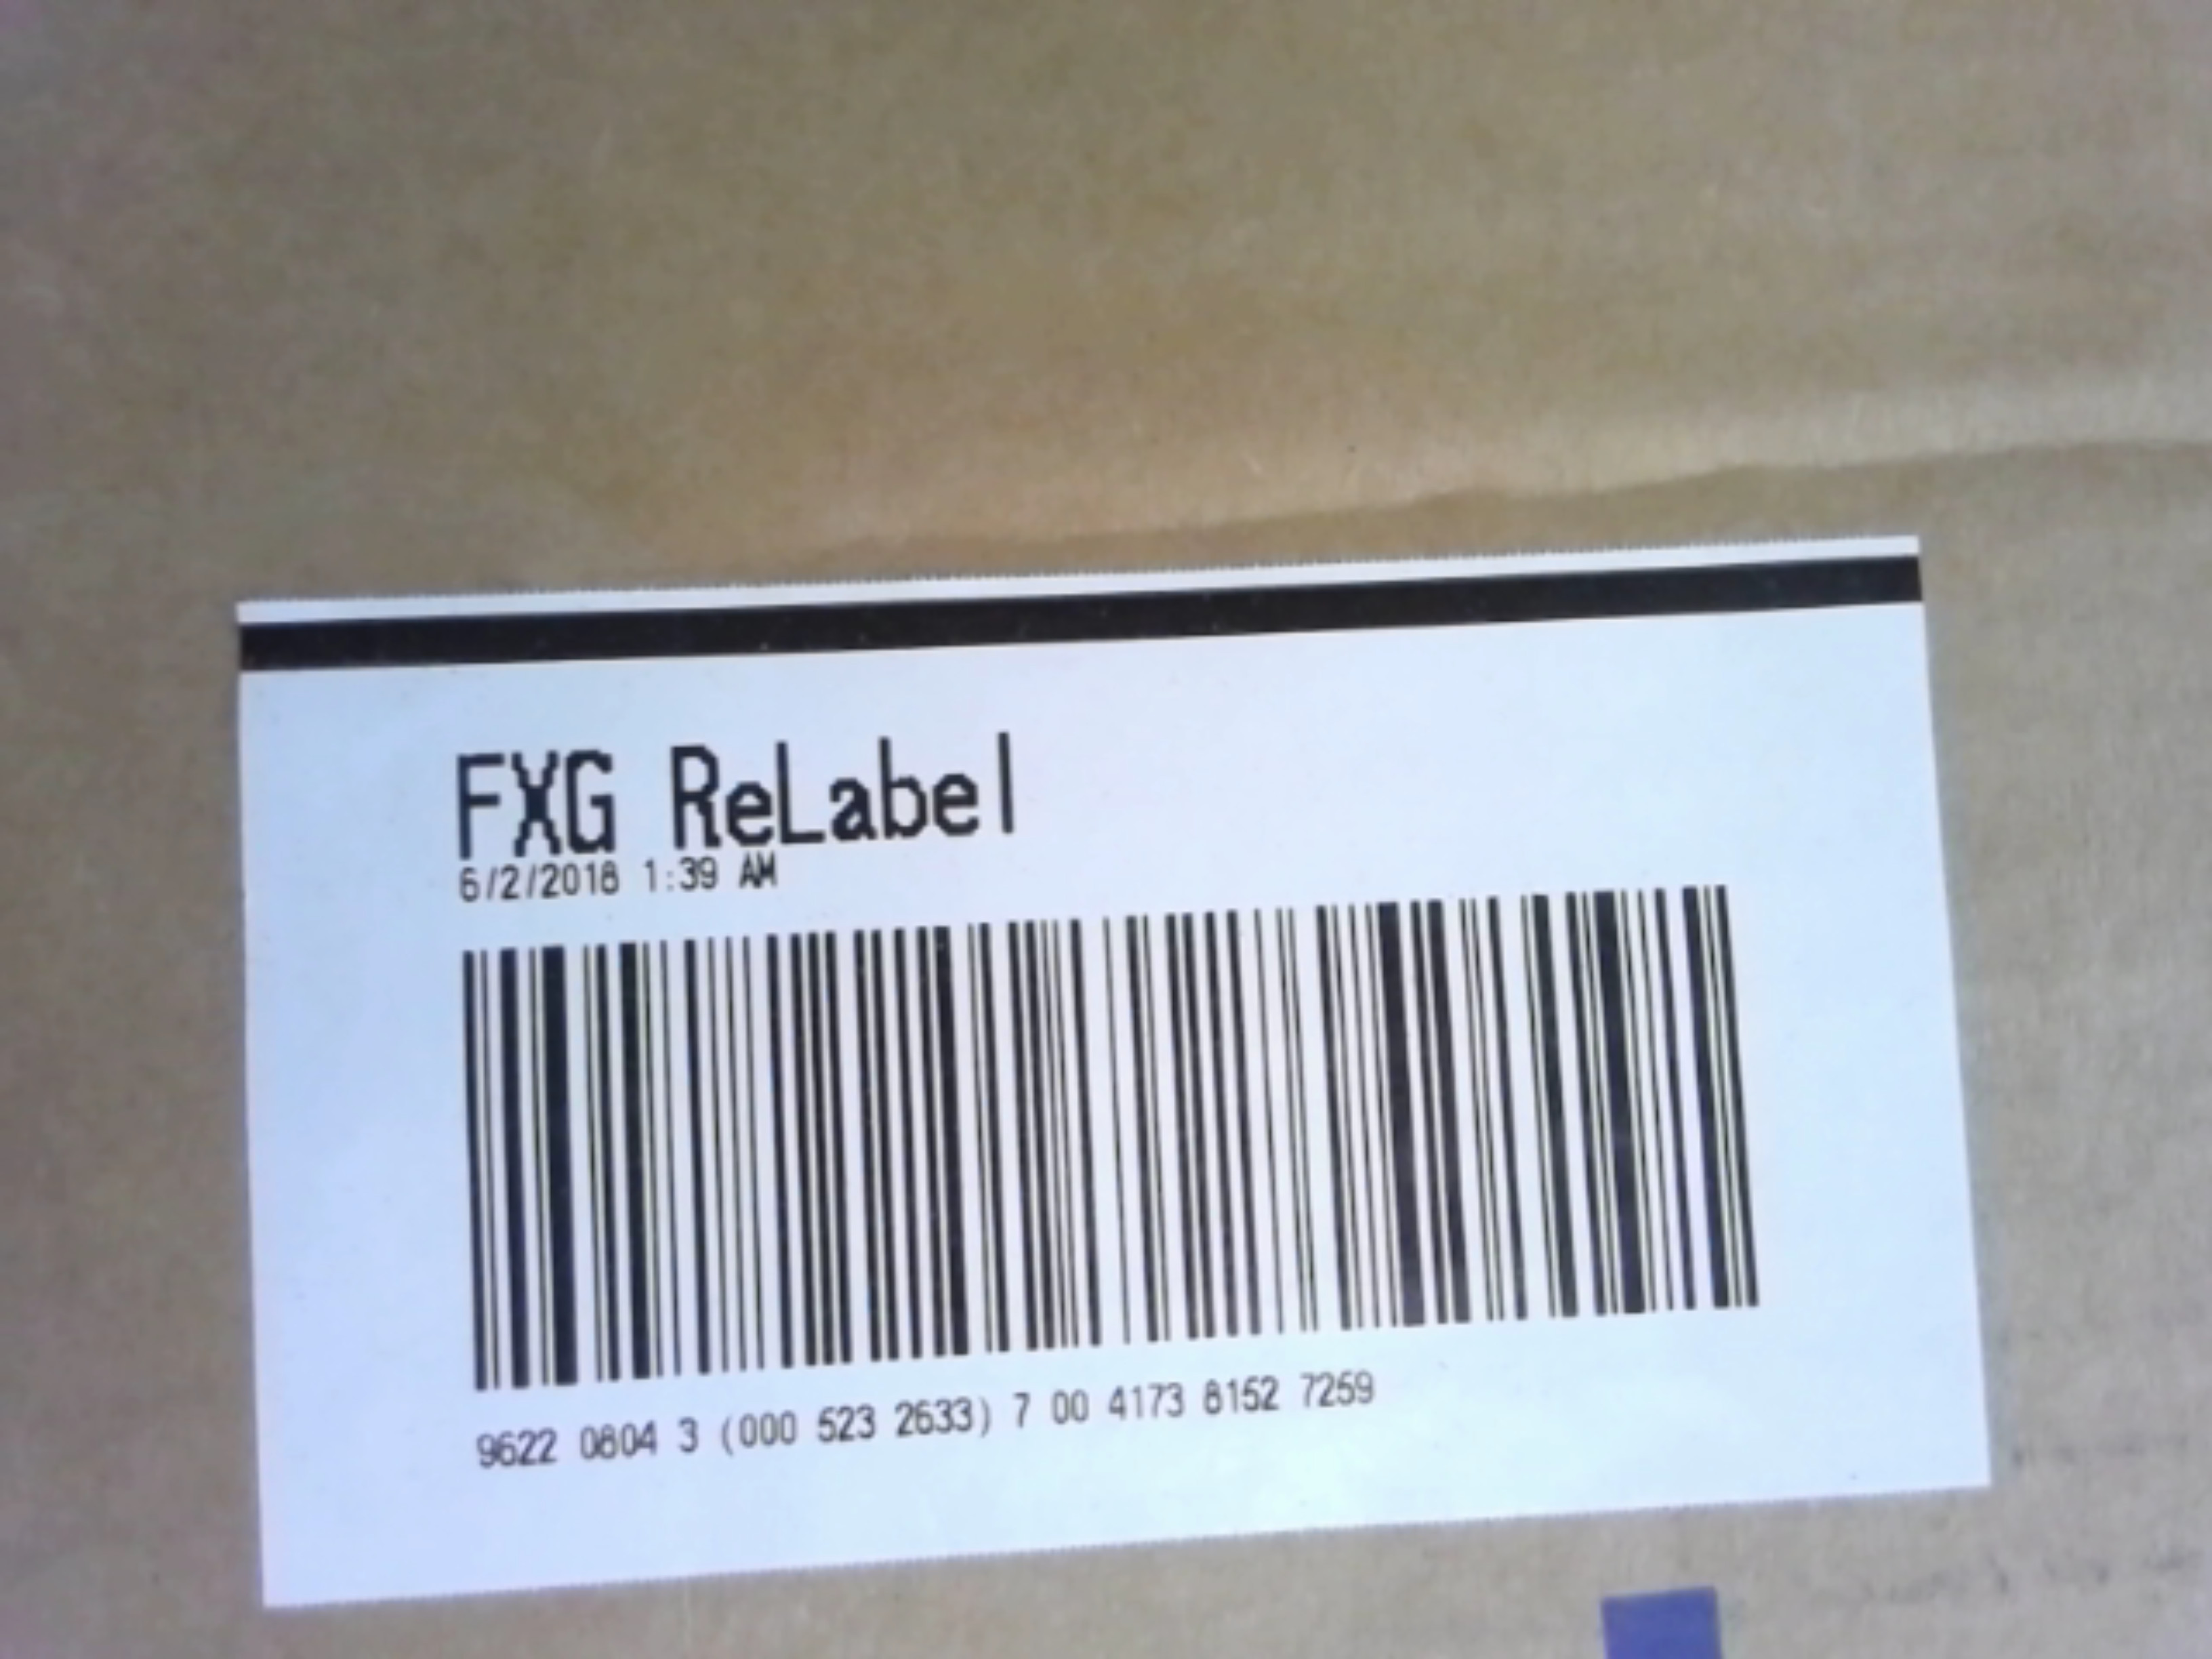 FXG ReLabel
6/2/2018 1:39 AM
9622 0804 3 (000 523 2633) 7 00 4173 8152 7259